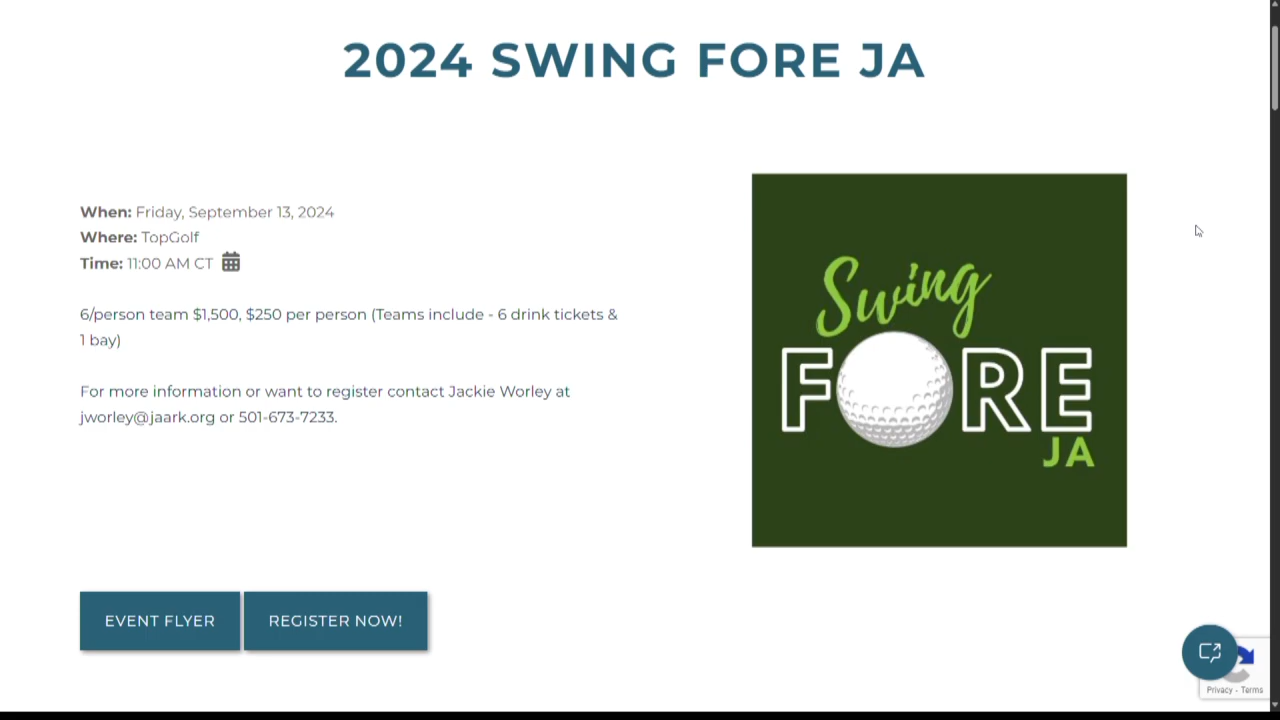 2024 SWING FORE JA
When: Friday, September 13, 2024
Where: TopGolf
Time: 11:00 AM CT
6/person team $1,500, $250 per person (Teams include - 6 drink tickets &
1 bay)
For more information or want to register contact Jackie Worley at
jworley@jaark.org or 501-673-7233.
Swing
FORE
JA
EVENT FLYER
REGISTER NOW!
Privacy - Terms